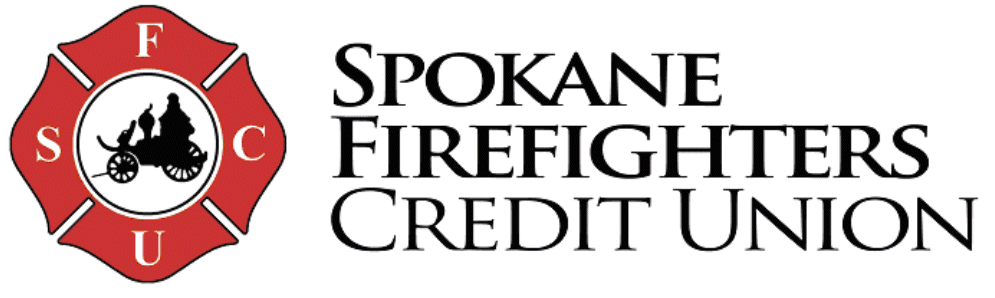 F
S C
U
SPOKANE
FIREFIGHTERS
CREDIT UNION